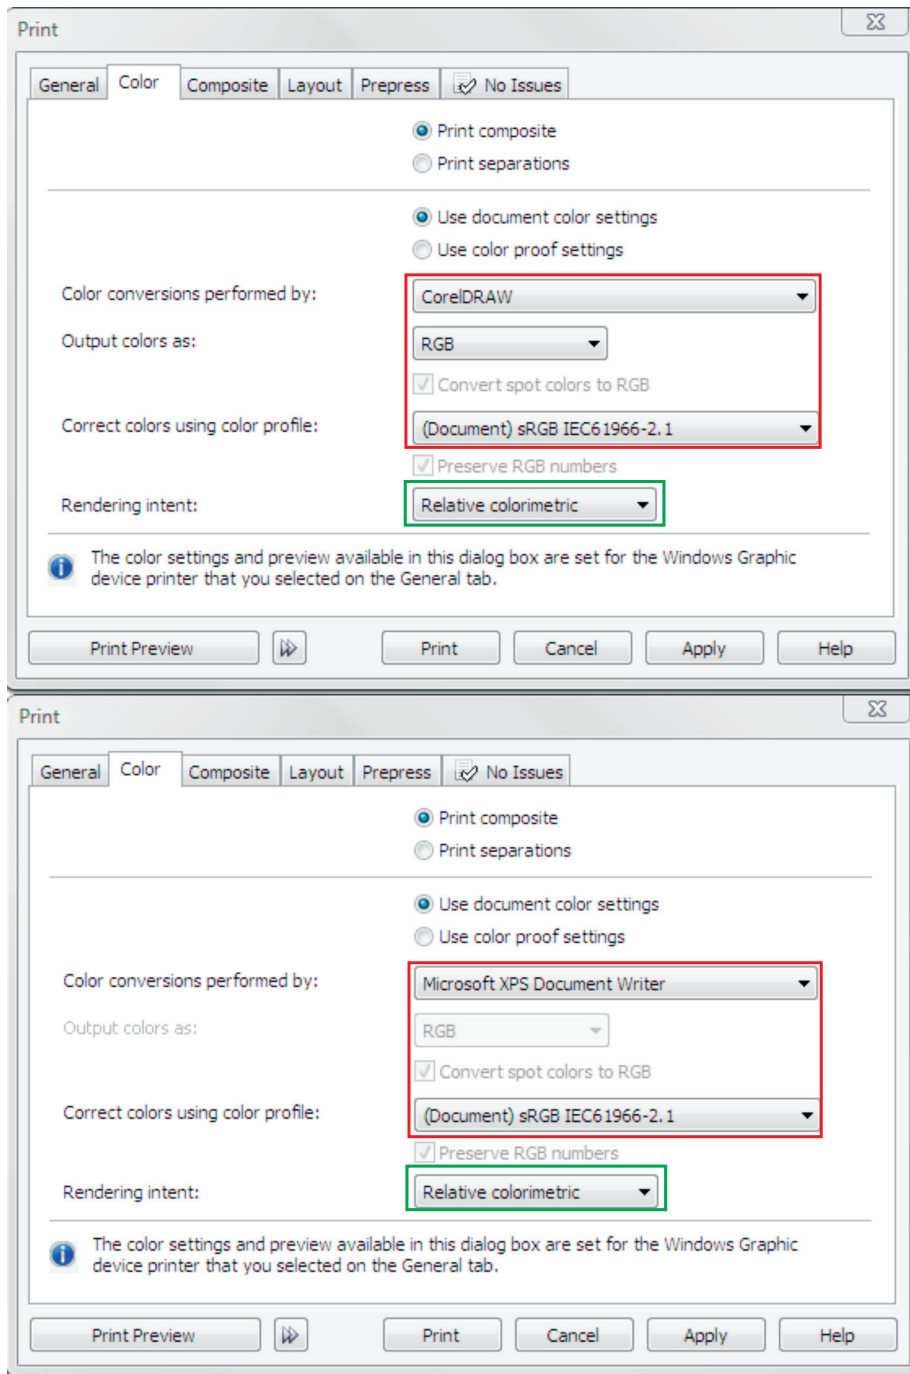 Print
General Color Composite Layout Prepress No Issues
Print composite
Print separations
Use document color settings
Use color proof settings
Color conversions performed by: CorelDRAW
Output colors as: RGB
Convert spot colors to RGB
Correct colors using color profile: (Document) sRGB IEC61966-2.1
Preserve RGB numbers
Rendering intent: Relative colorimetric
The color settings and preview available in this dialog box are set for the Windows Graphic
device printer that you selected on the General tab.
Print Preview Print Cancel Apply Help
Print
General Color Composite Layout Prepress No Issues
Print composite
Print separations
Use document color settings
Use color proof settings
Color conversions performed by: Microsoft XPS Document Writer
Output colors as: RGB
Convert spot colors to RGB
Correct colors using color profile: (Document) sRGB IEC61966-2.1
Preserve RGB numbers
Rendering intent: Relative colorimetric
The color settings and preview available in this dialog box are set for the Windows Graphic
device printer that you selected on the General tab.
Print Preview Print Cancel Apply Help